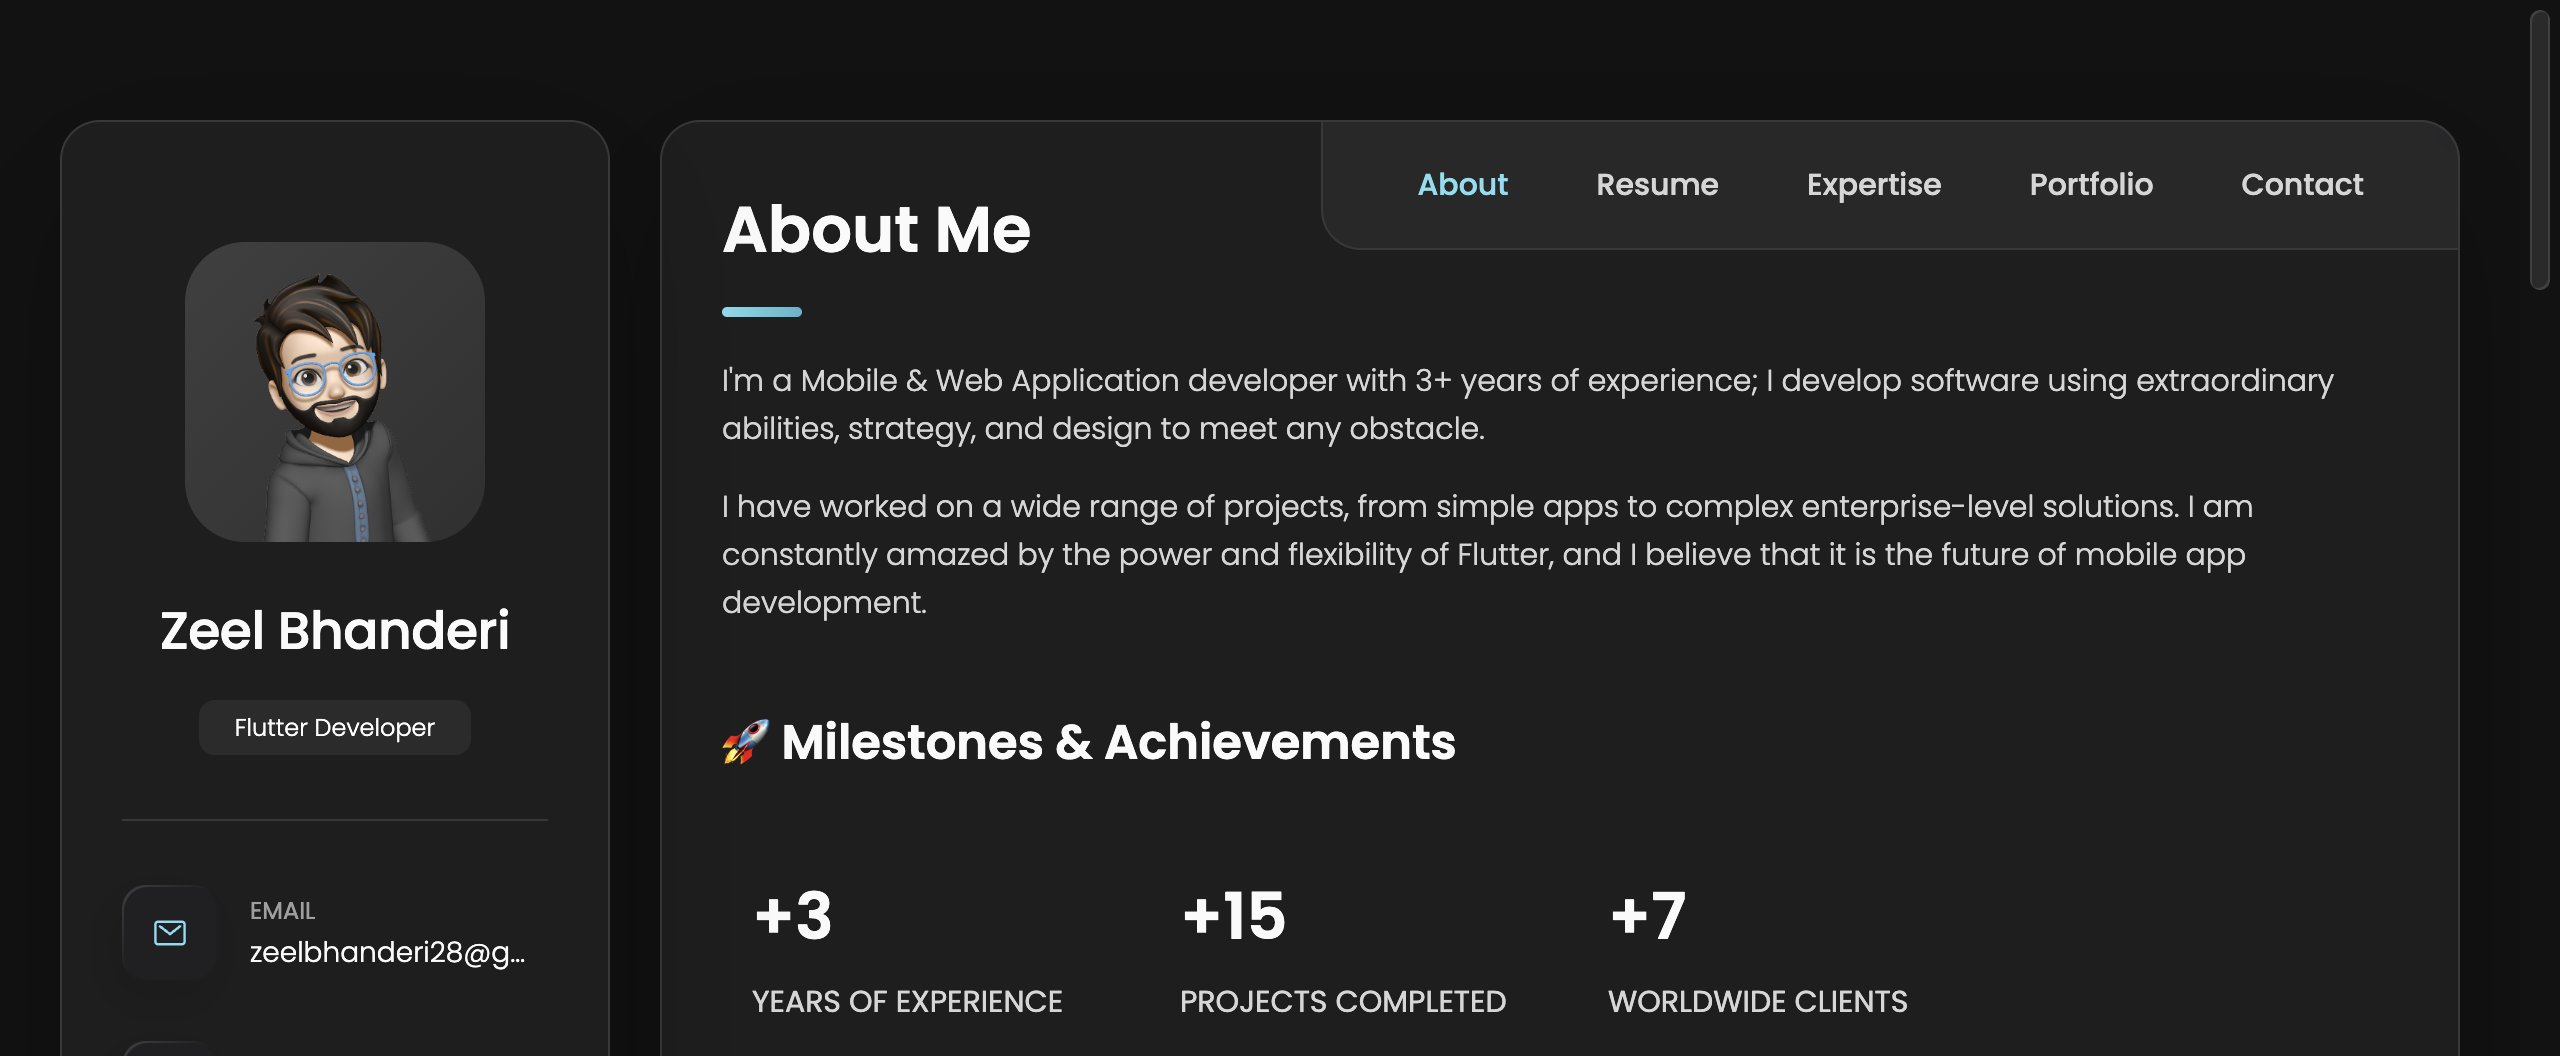 Zeel Bhanderi
Flutter Developer
EMAIL
zeelbhanderi28@g...
About
Resume
Expertise
Portfolio
Contact
About Me
I'm a Mobile & Web Application developer with 3+ years of experience; I develop software using extraordinary
abilities, strategy, and design to meet any obstacle.
I have worked on a wide range of projects, from simple apps to complex enterprise-level solutions. I am
constantly amazed by the power and flexibility of Flutter, and I believe that it is the future of mobile app
development.
🚀 Milestones & Achievements
+3
YEARS OF EXPERIENCE
+15
PROJECTS COMPLETED
+7
WORLDWIDE CLIENTS